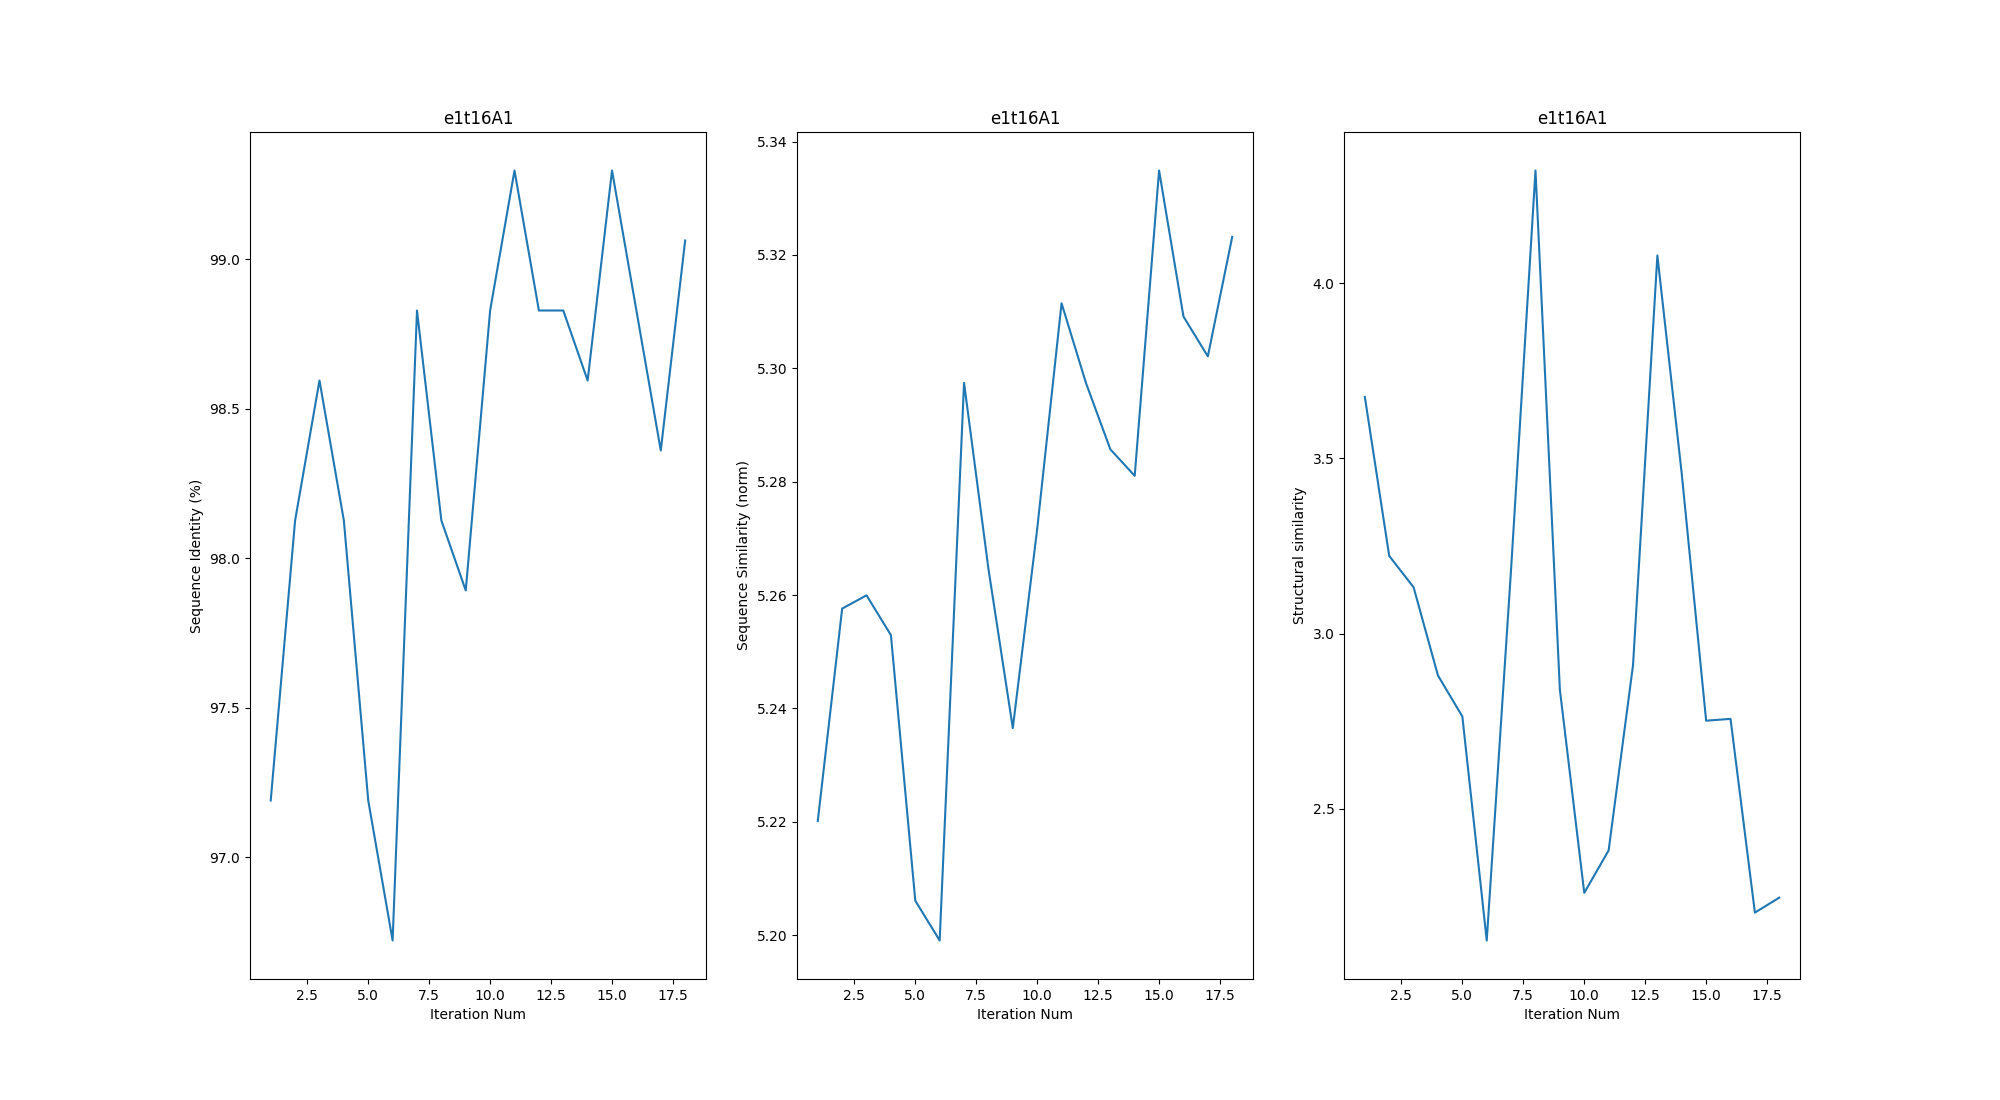 e1t16A1
Sequence Identity (%)
99.0
98.5
98.0
97.5
97.0
2.5 5.0 7.5 10.0 12.5 15.0 17.5
Iteration Num
e1t16A1
Sequence Similarity (norm)
5.34
5.32
5.30
5.28
5.26
5.24
5.22
5.20
2.5 5.0 7.5 10.0 12.5 15.0 17.5
Iteration Num
e1t16A1
Structural similarity
4.0
3.5
3.0
2.5
2.5 5.0 7.5 10.0 12.5 15.0 17.5
Iteration Num